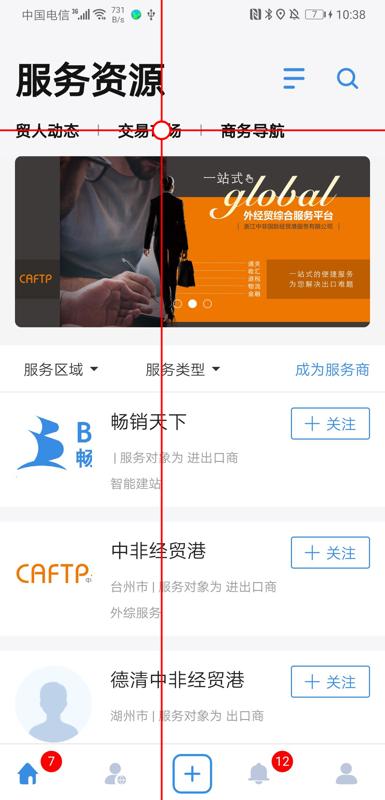 中国电信 3G 731 B/s 7 10:38
服务资源
贸人动态 | 交易市场 | 商务导航
一站式
global
外经贸综合服务平台
| 浙江中非国际经贸港服务有限公司 |
CAFTP
通关
收汇
退税
物流
金融
一站式的便捷服务
为您解决出口难题
服务区域 服务类型 成为服务商
B
畅
畅销天下
+ 关注
| 服务对象为 进出口商
智能建站
CAFTP
中非经贸港
+ 关注
台州市 | 服务对象为 进出口商
外综服务
德清中非经贸港
+ 关注
湖州市 | 服务对象为 出口商
7 12